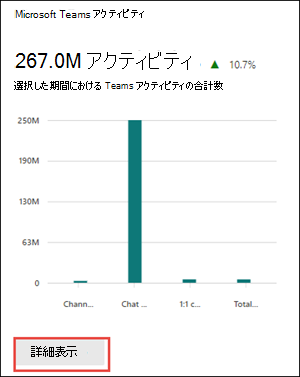 Microsoft Teams アクティビティ
267.0M アクティビティ ▲ 10.7%
選択した期間における Teams アクティビティの合計数
250M
190M
130M
63M
0
Chann... Chat ... 1:1 c... Total...
詳細表示